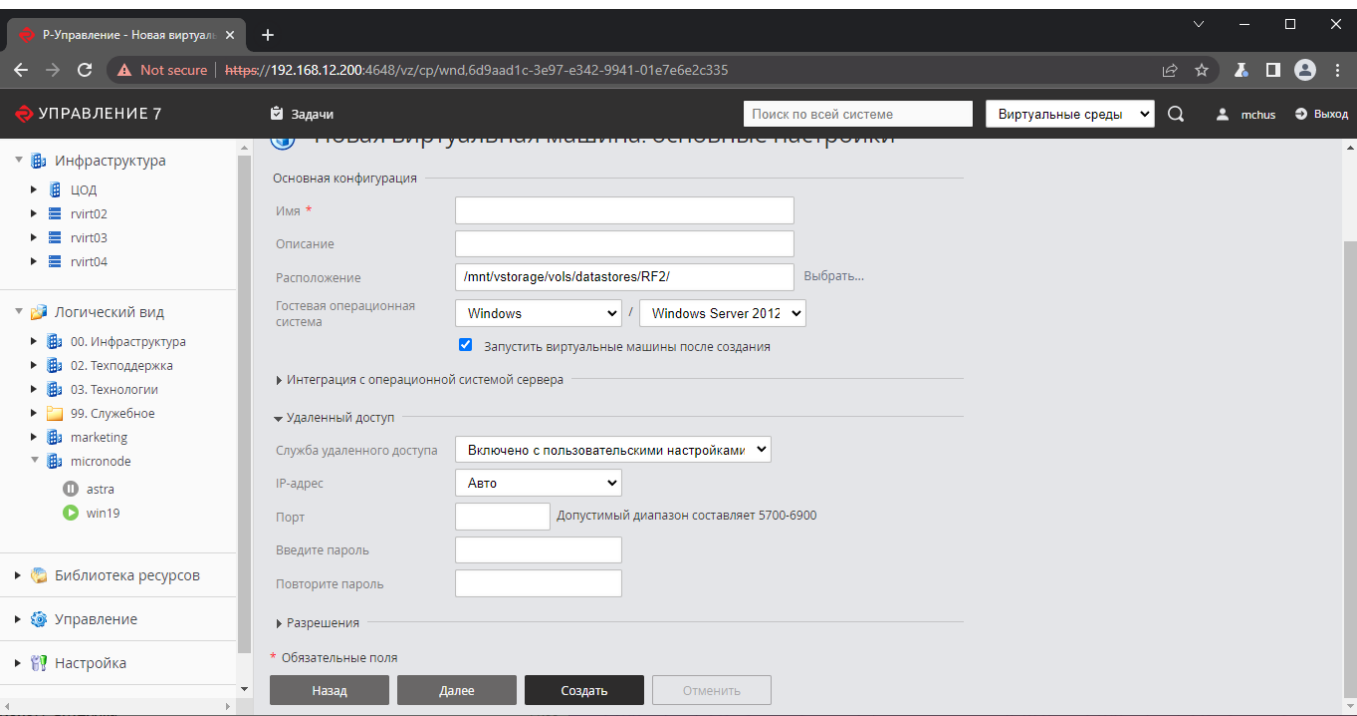 Р-Управление - Новая виртуаль
Not secure https://192.168.12.200:4648/vz/cp/wnd,6d9aad1c-3e97-e342-9941-01e7e6e2c335
УПРАВЛЕНИЕ 7
Задачи
Поиск по всей системе
Виртуальные среды
mchus
Выход
Инфраструктура
ЦОД
rvirt02
rvirt03
rvirt04
Логический вид
00. Инфраструктура
02. Техподдержка
03. Технологии
99. Служебное
marketing
micronode
astra
win19
Библиотека ресурсов
Управление
Настройка
Новая виртуальная машина: основные настройки
Основная конфигурация
Имя *
Описание
Расположение /mnt/vstorage/vols/datastores/RF2/ Выбрать...
Гостевая операционная
система
Windows / Windows Server 2012
Запустить виртуальные машины после создания
Интеграция с операционной системой сервера
Удаленный доступ
Служба удаленного доступа Включено с пользовательскими настройками
IP-адрес Авто
Порт Допустимый диапазон составляет 5700-6900
Введите пароль
Повторите пароль
Разрешения
* Обязательные поля
Назад Далее Создать Отменить